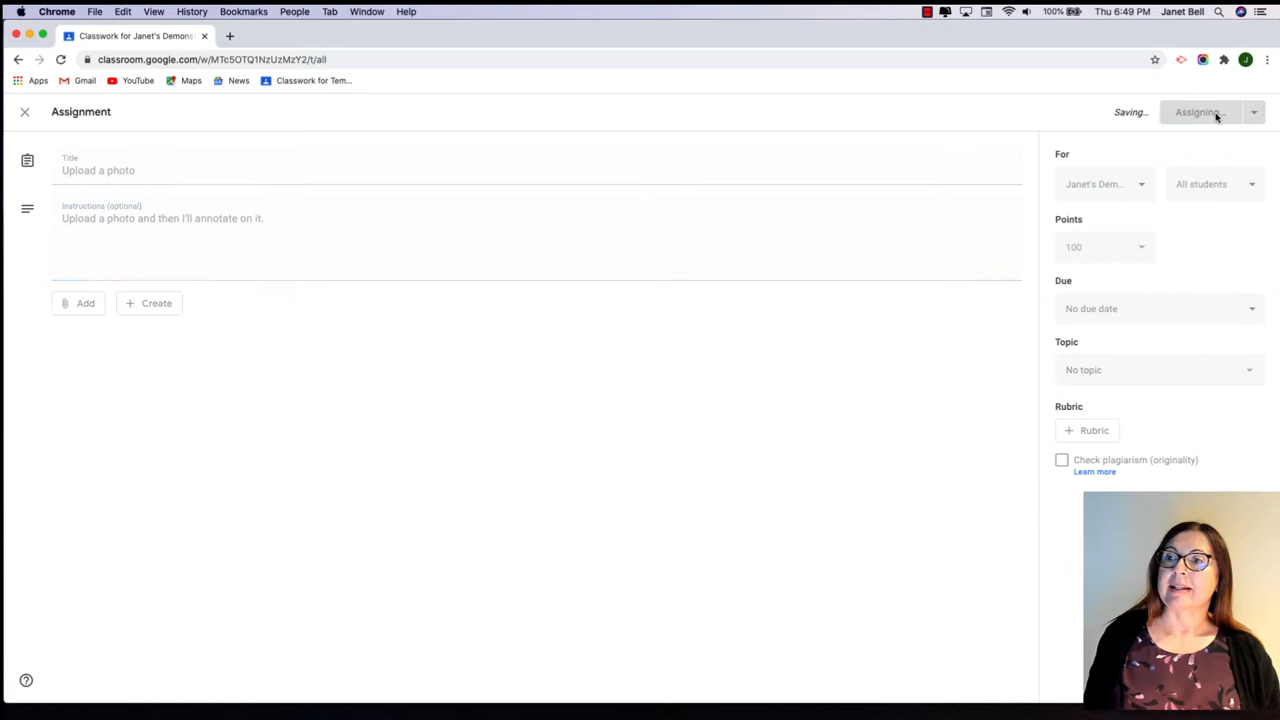 Chrome File Edit View History Bookmarks People Tab Window Help 100% Thu 6:49 PM Janet Bell
Classwork for Janet's Demons
classroom.google.com/w/MTc5OTQ1NzUzMzY2/t/all
Apps Gmail YouTube Maps News Classwork for Tem...
Assignment Saving... Assigning...
Title
Upload a photo
Instructions (optional)
Upload a photo and then I'll annotate on it.
Add Create
For
Janet's Dem... All students
Points
100
Due
No due date
Topic
No topic
Rubric
Rubric
Check plagiarism (originality)
Learn more